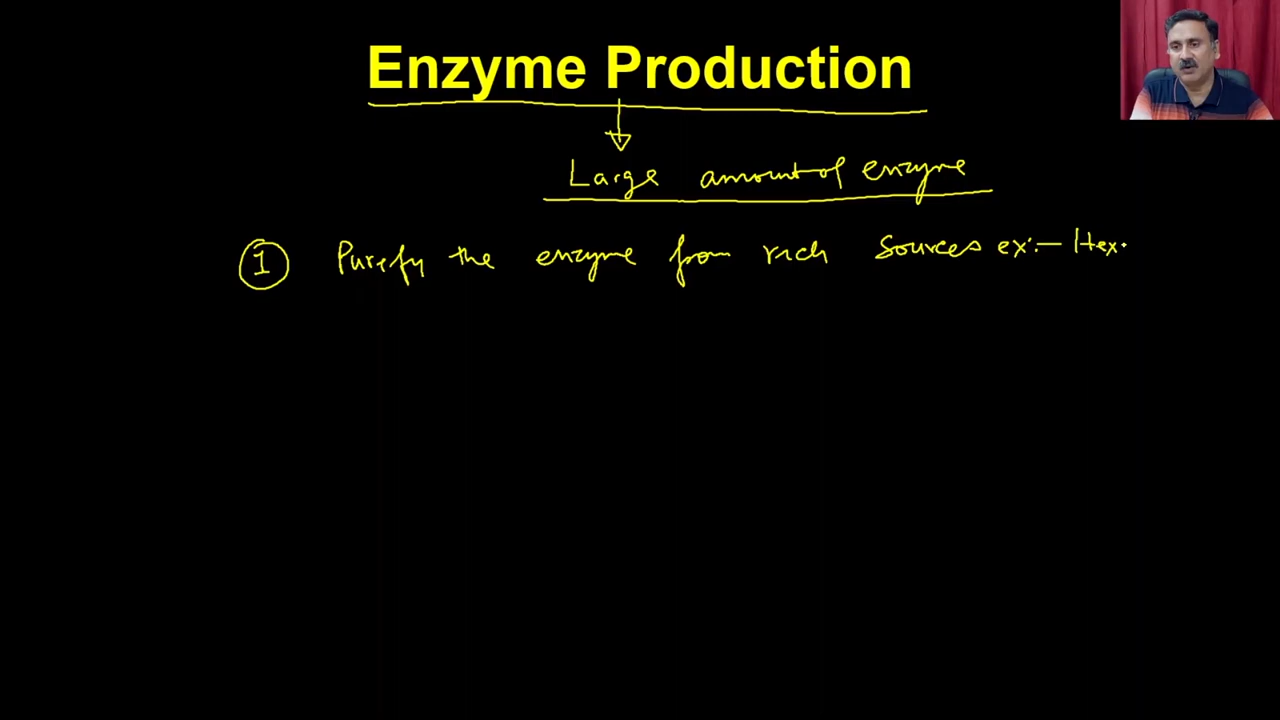 Enzyme Production
Large amount of enzyme
1 Purify the enzyme from rich sources ex:- Hex.